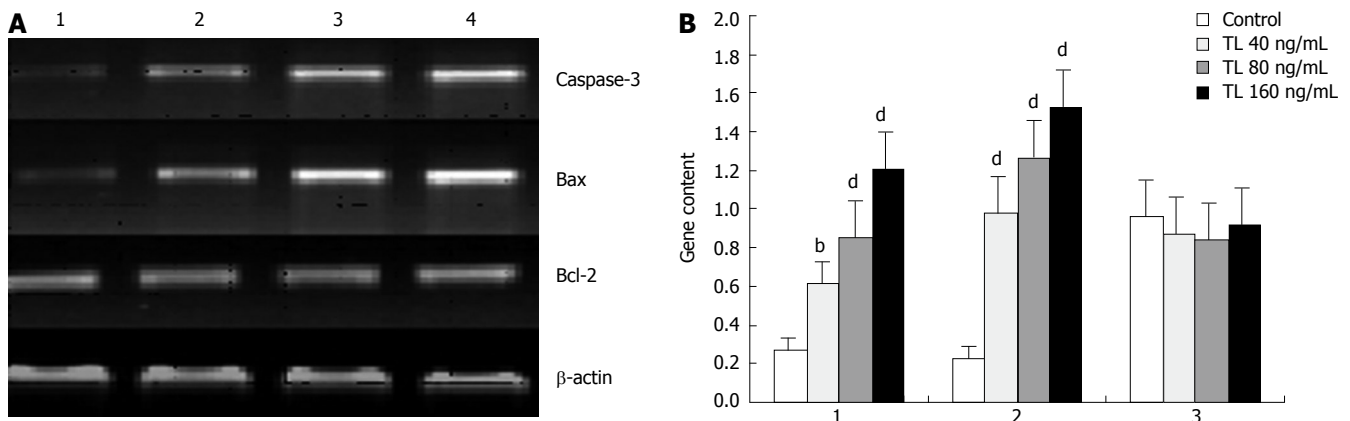 A
1 2 3 4
Caspase-3
Bax
Bcl-2
β-actin
B
Gene content
2.0
1.8
1.6
1.4
1.2
1.0
0.8
0.6
0.4
0.2
0.0
b
d
d
d
d
d
1 2 3
Control
TL 40 ng/mL
TL 80 ng/mL
TL 160 ng/mL